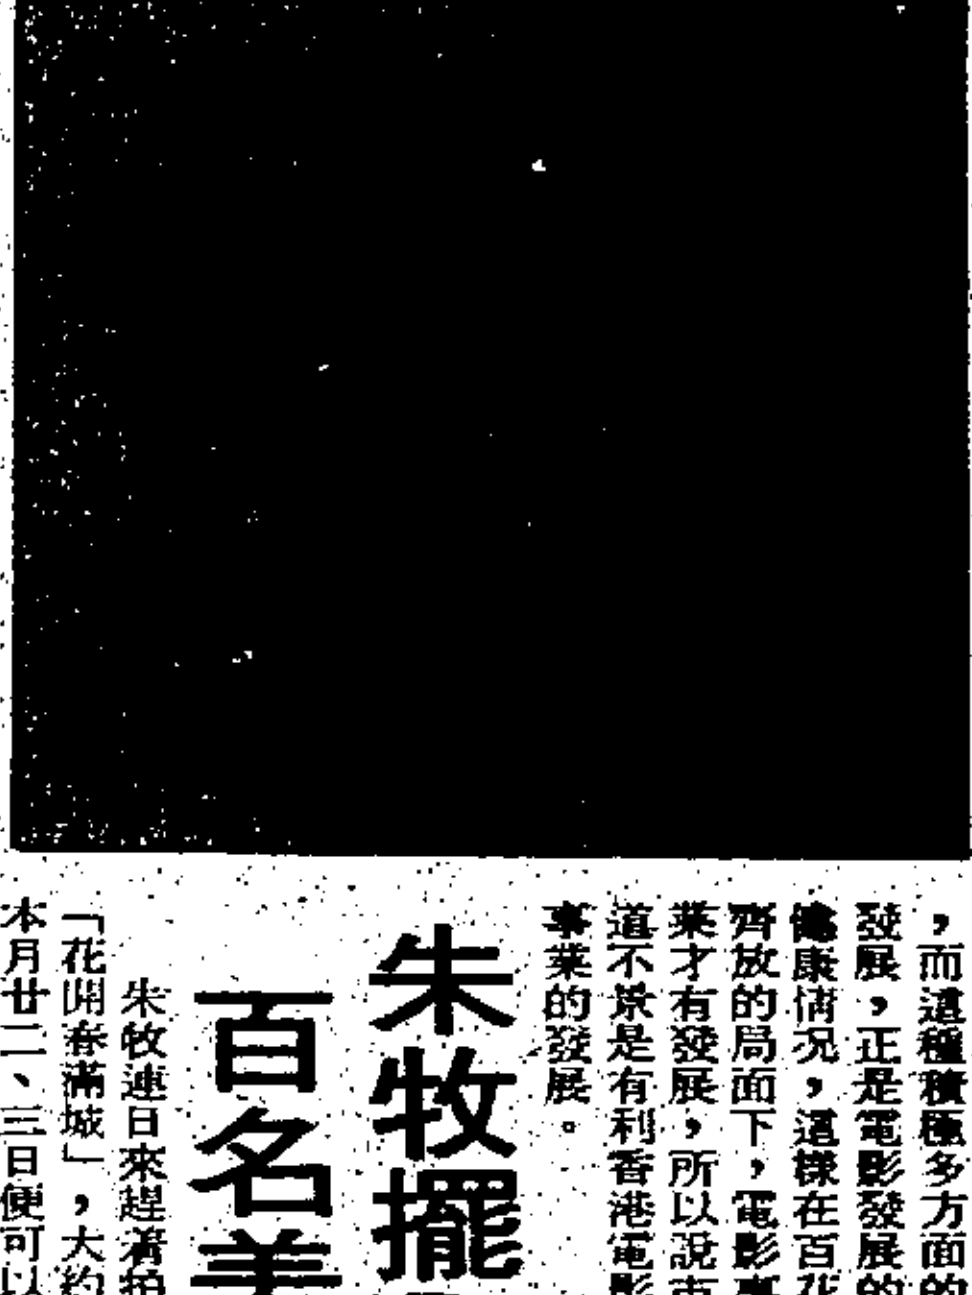 ，而這種積極多方面的
發展，正是電影發展的
健康情况，這樣在百花
齊放的局面下，電影事
業才有發展，所以說市
道不景是有利香港電影
事業的發展。
朱牧擺
百名美
朱牧連日來趕着拍
「花開春滿城」，大約
本月廿二、三日便可以